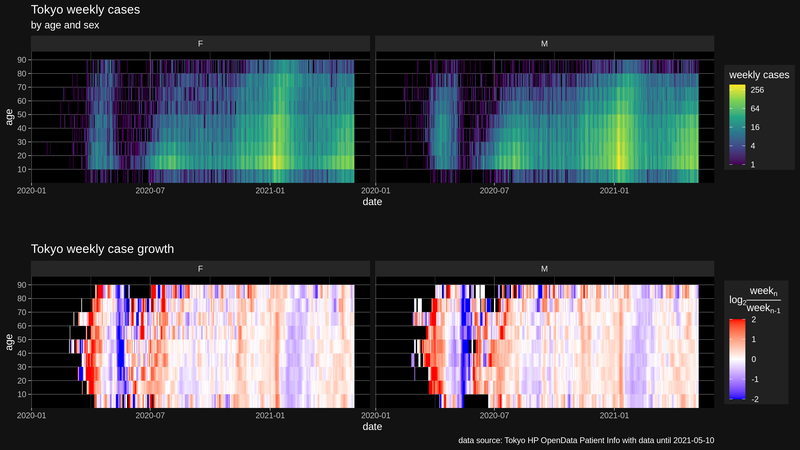 Tokyo weekly cases
by age and sex
F
M
age
90
80
70
60
50
40
30
20
10
2020-01
2020-07
2021-01
2020-01
2020-07
2021-01
date
weekly cases
256
64
16
4
1
Tokyo weekly case growth
F
M
age
90
80
70
60
50
40
30
20
10
2020-01
2020-07
2021-01
2020-01
2020-07
2021-01
date
log2 weekn
weekn-1
2
1
0
-1
-2
data source: Tokyo HP OpenData Patient Info with data until 2021-05-10